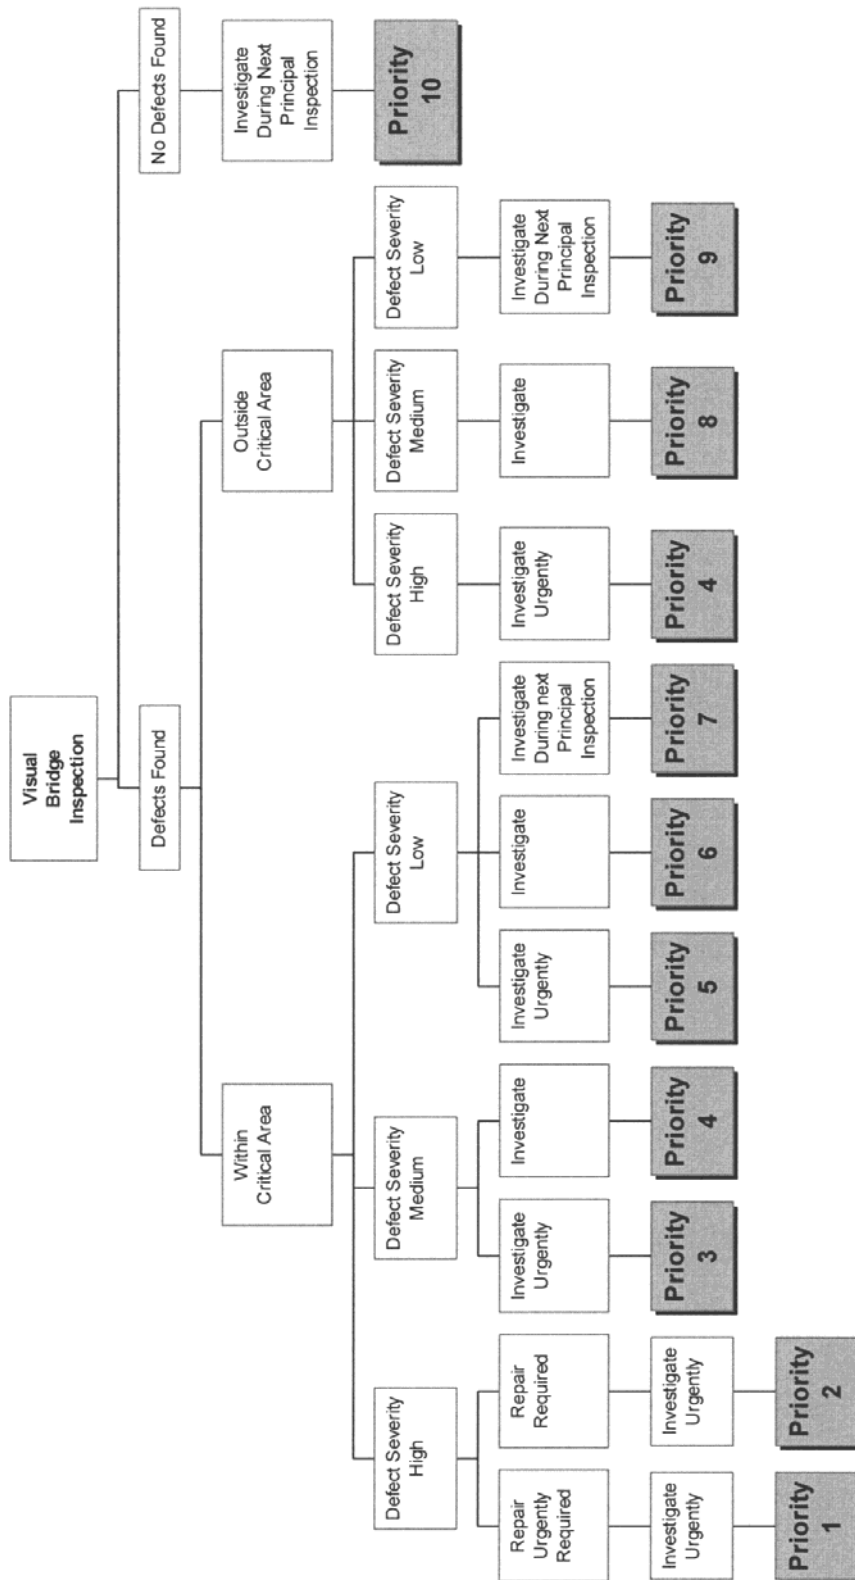 Visual
Bridge
Inspection
Defects Found
No Defects Found
Within
Critical Area
Outside
Critical Area
Investigate
During Next
Principal
Inspection
Defect Severity
High
Defect Severity
Medium
Defect Severity
Low
Defect Severity
High
Defect Severity
Medium
Defect Severity
Low
Priority
10
Repair
Urgently
Required
Repair
Required
Investigate
Urgently
Investigate
Investigate
Urgently
Investigate
Investigate
During next
Principal
Inspection
Investigate
Urgently
Investigate
Investigate
During Next
Principal
Inspection
Investigate
Urgently
Investigate
Urgently
Priority
3
Priority
4
Priority
5
Priority
6
Priority
7
Priority
4
Priority
8
Priority
9
Priority
1
Priority
2